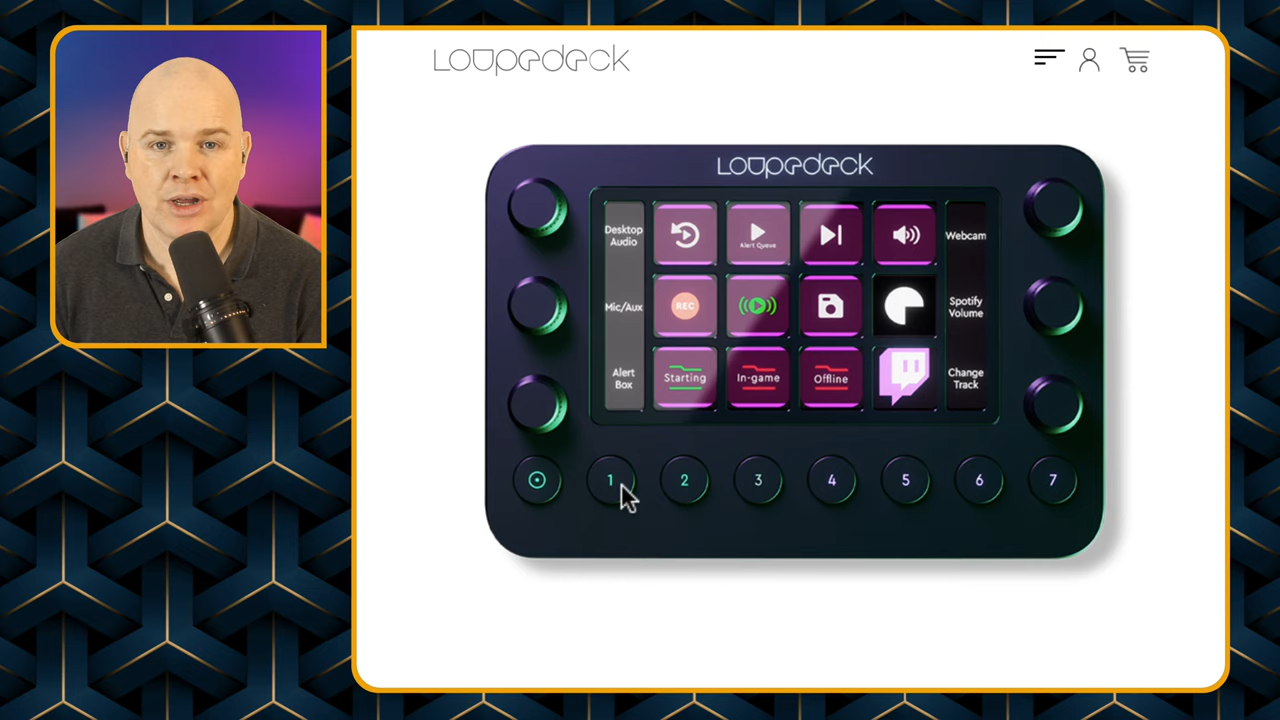 Loupedeck
Loupedeck
Desktop
Audio
Alert Queue
Webcam
Mic/Aux
REC
Spotify
Volume
Alert
Box
Starting
In-game
Offline
Change
Track
1 2 3 4 5 6 7